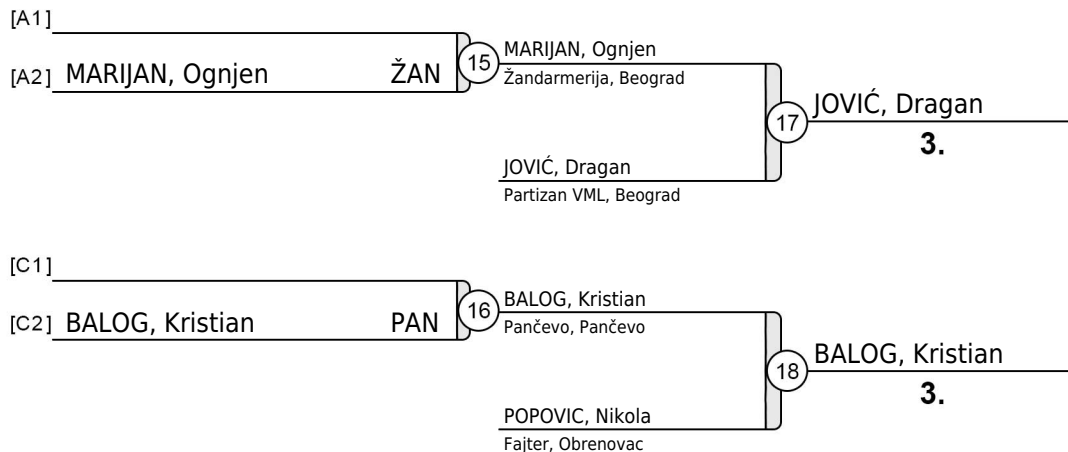 [A1]
[A2] MARIJAN, Ognjen ŽAN
15
MARIJAN, Ognjen
Žandarmerija, Beograd
17
JOVIĆ, Dragan
3.
JOVIĆ, Dragan
Partizan VML, Beograd
[C1]
[C2] BALOG, Kristian PAN
16
BALOG, Kristian
Pančevo, Pančevo
18
BALOG, Kristian
3.
POPOVIC, Nikola
Fajter, Obrenovac